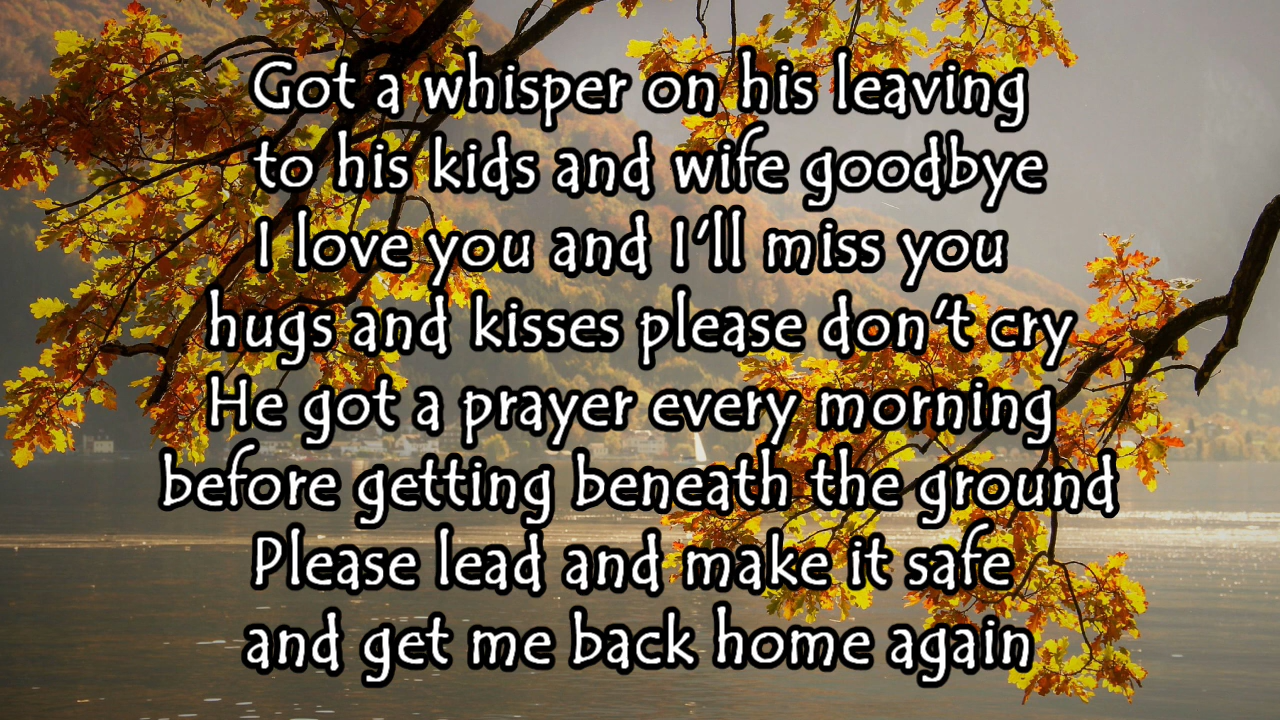 Got a whisper on his leaving
to his kids and wife goodbye
I love you and I'll miss you
hugs and kisses please don't cry
He got a prayer every morning
before getting beneath the ground
Please lead and make it safe
and get me back home again